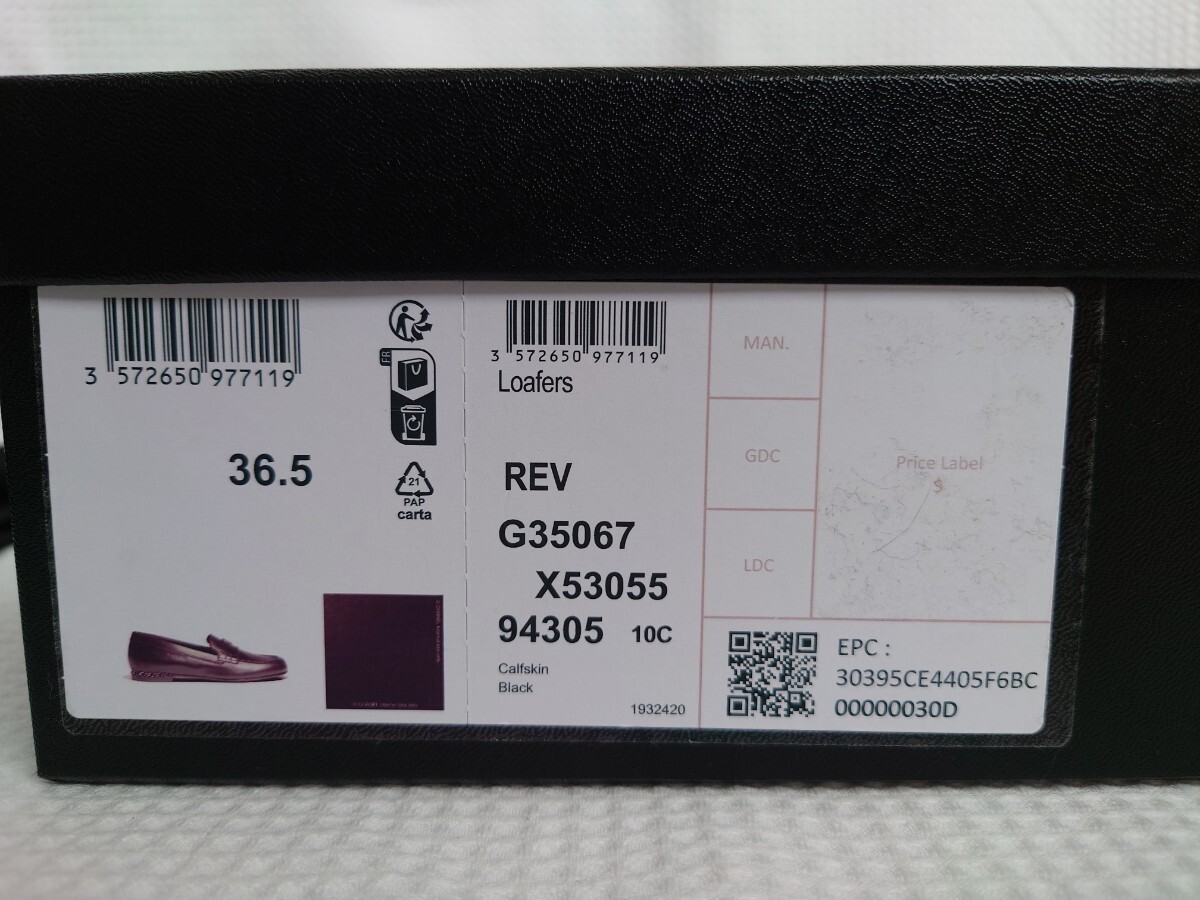 3 572650 977119
FR
36.5
21
PAP
carta
3 572650 977119
Loafers
REV
G35067
X53055
94305 10C
Calfskin
Black
1932420
MAN.
GDC
LDC
Price Label
$
EPC :
30395CE4405F6BC
00000030D